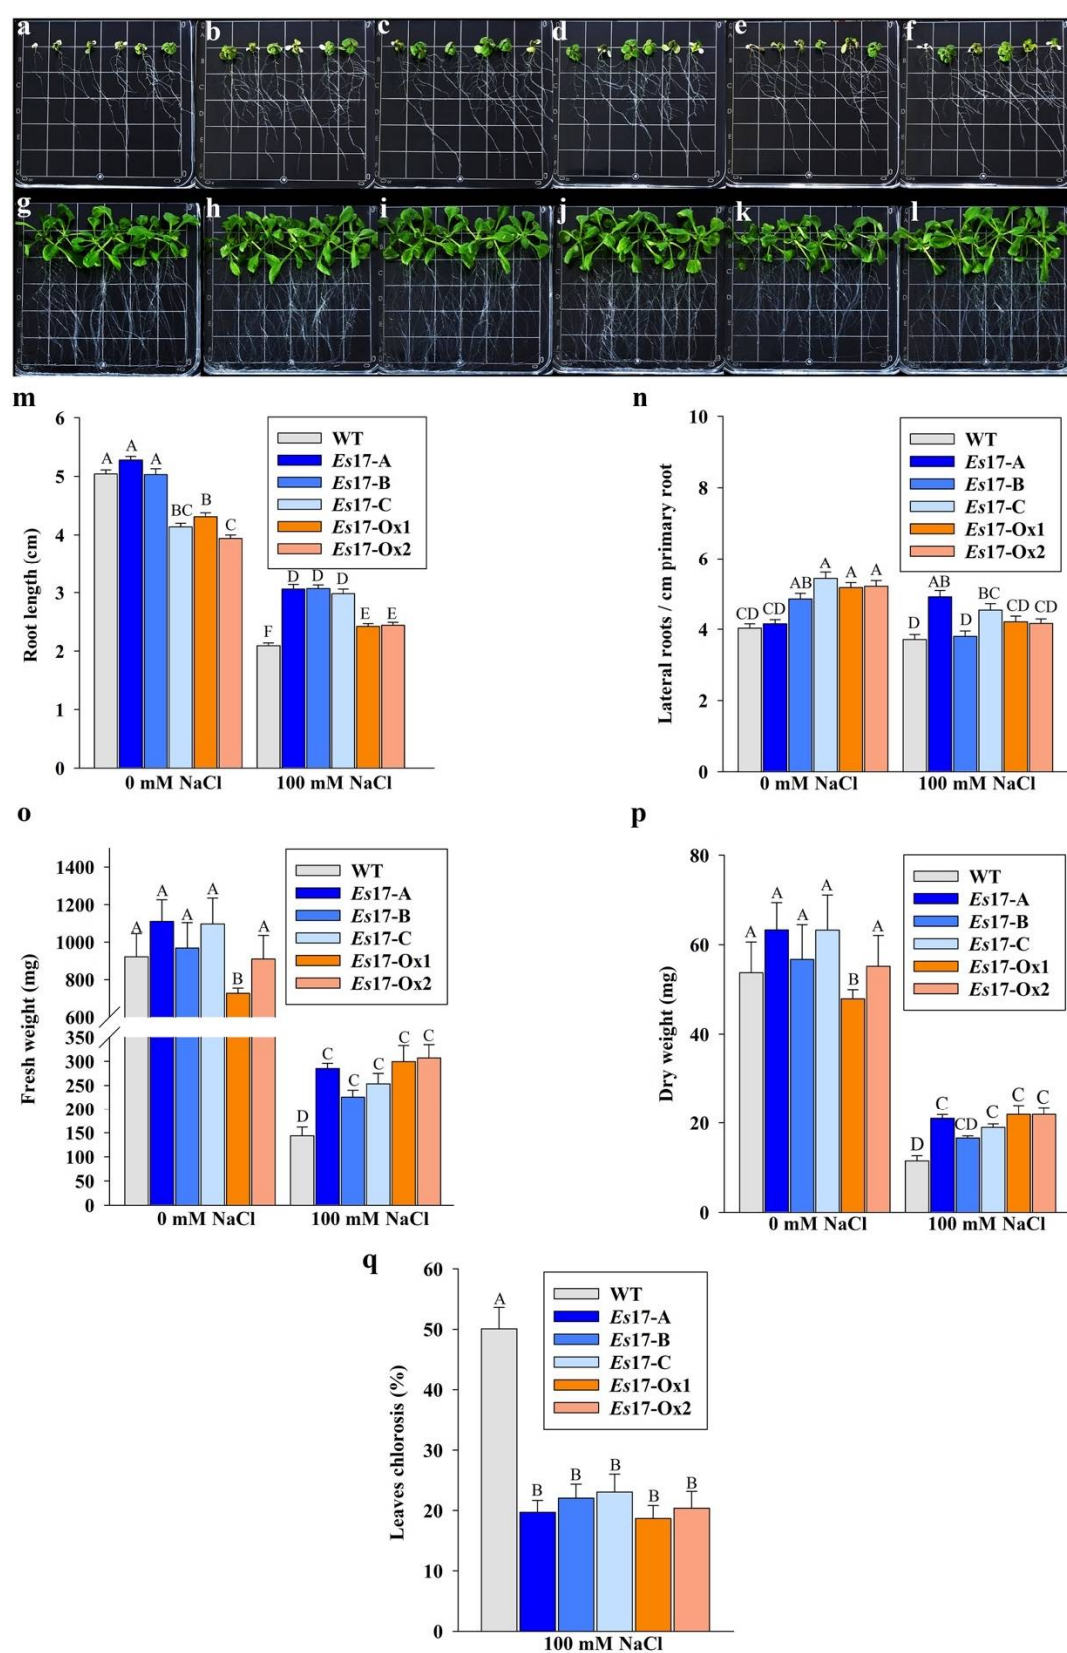 a b c d e f
g h i j k l
m
Root length (cm)
6
5
4
3
2
1
0
A A A BC B C
F D D D E E
0 mM NaCl 100 mM NaCl
WT
Es17-A
Es17-B
Es17-C
Es17-Ox1
Es17-Ox2
n
Lateral roots / cm primary root
10
8
6
4
2
0
CD CD AB A A A
D AB D BC CD CD
0 mM NaCl 100 mM NaCl
WT
Es17-A
Es17-B
Es17-C
Es17-Ox1
Es17-Ox2
o
Fresh weight (mg)
1400
1200
1000
800
600
350
300
250
200
150
100
50
0
A A A A B A
D C C C C C
0 mM NaCl 100 mM NaCl
WT
Es17-A
Es17-B
Es17-C
Es17-Ox1
Es17-Ox2
p
Dry weight (mg)
80
60
40
20
0
A A A A B A
D C CD C C C
0 mM NaCl 100 mM NaCl
WT
Es17-A
Es17-B
Es17-C
Es17-Ox1
Es17-Ox2
q
Leaves chlorosis (%)
60
50
40
30
20
10
0
A B B B B B
100 mM NaCl
WT
Es17-A
Es17-B
Es17-C
Es17-Ox1
Es17-Ox2